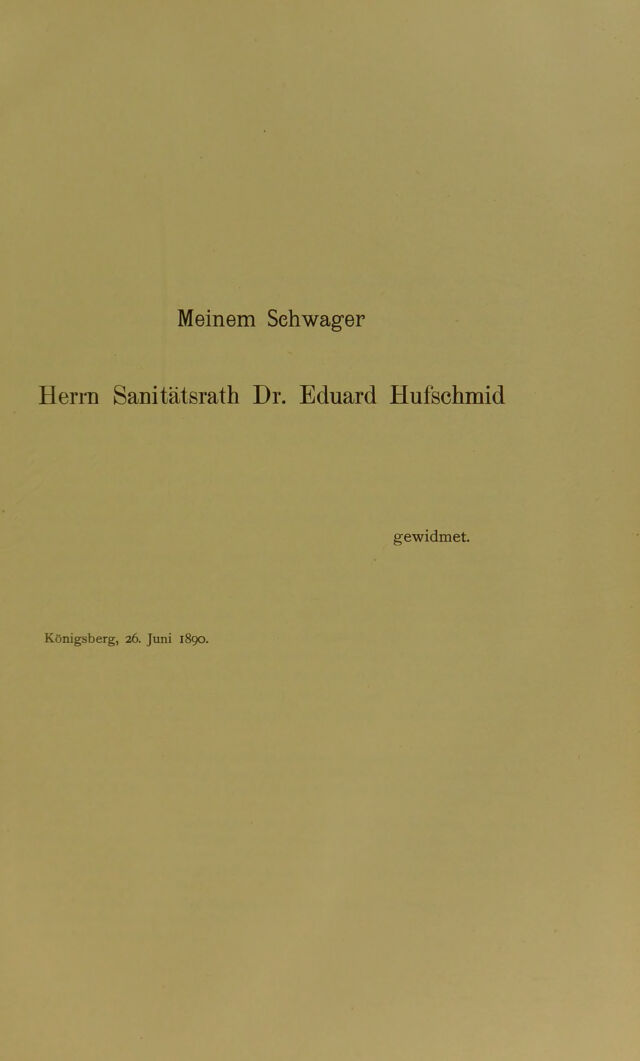 Meinem Schwager
Herrn Sanitätsrath Dr. Eduard Hufschmid
gewidmet.
Königsberg, 26. Juni 1890.